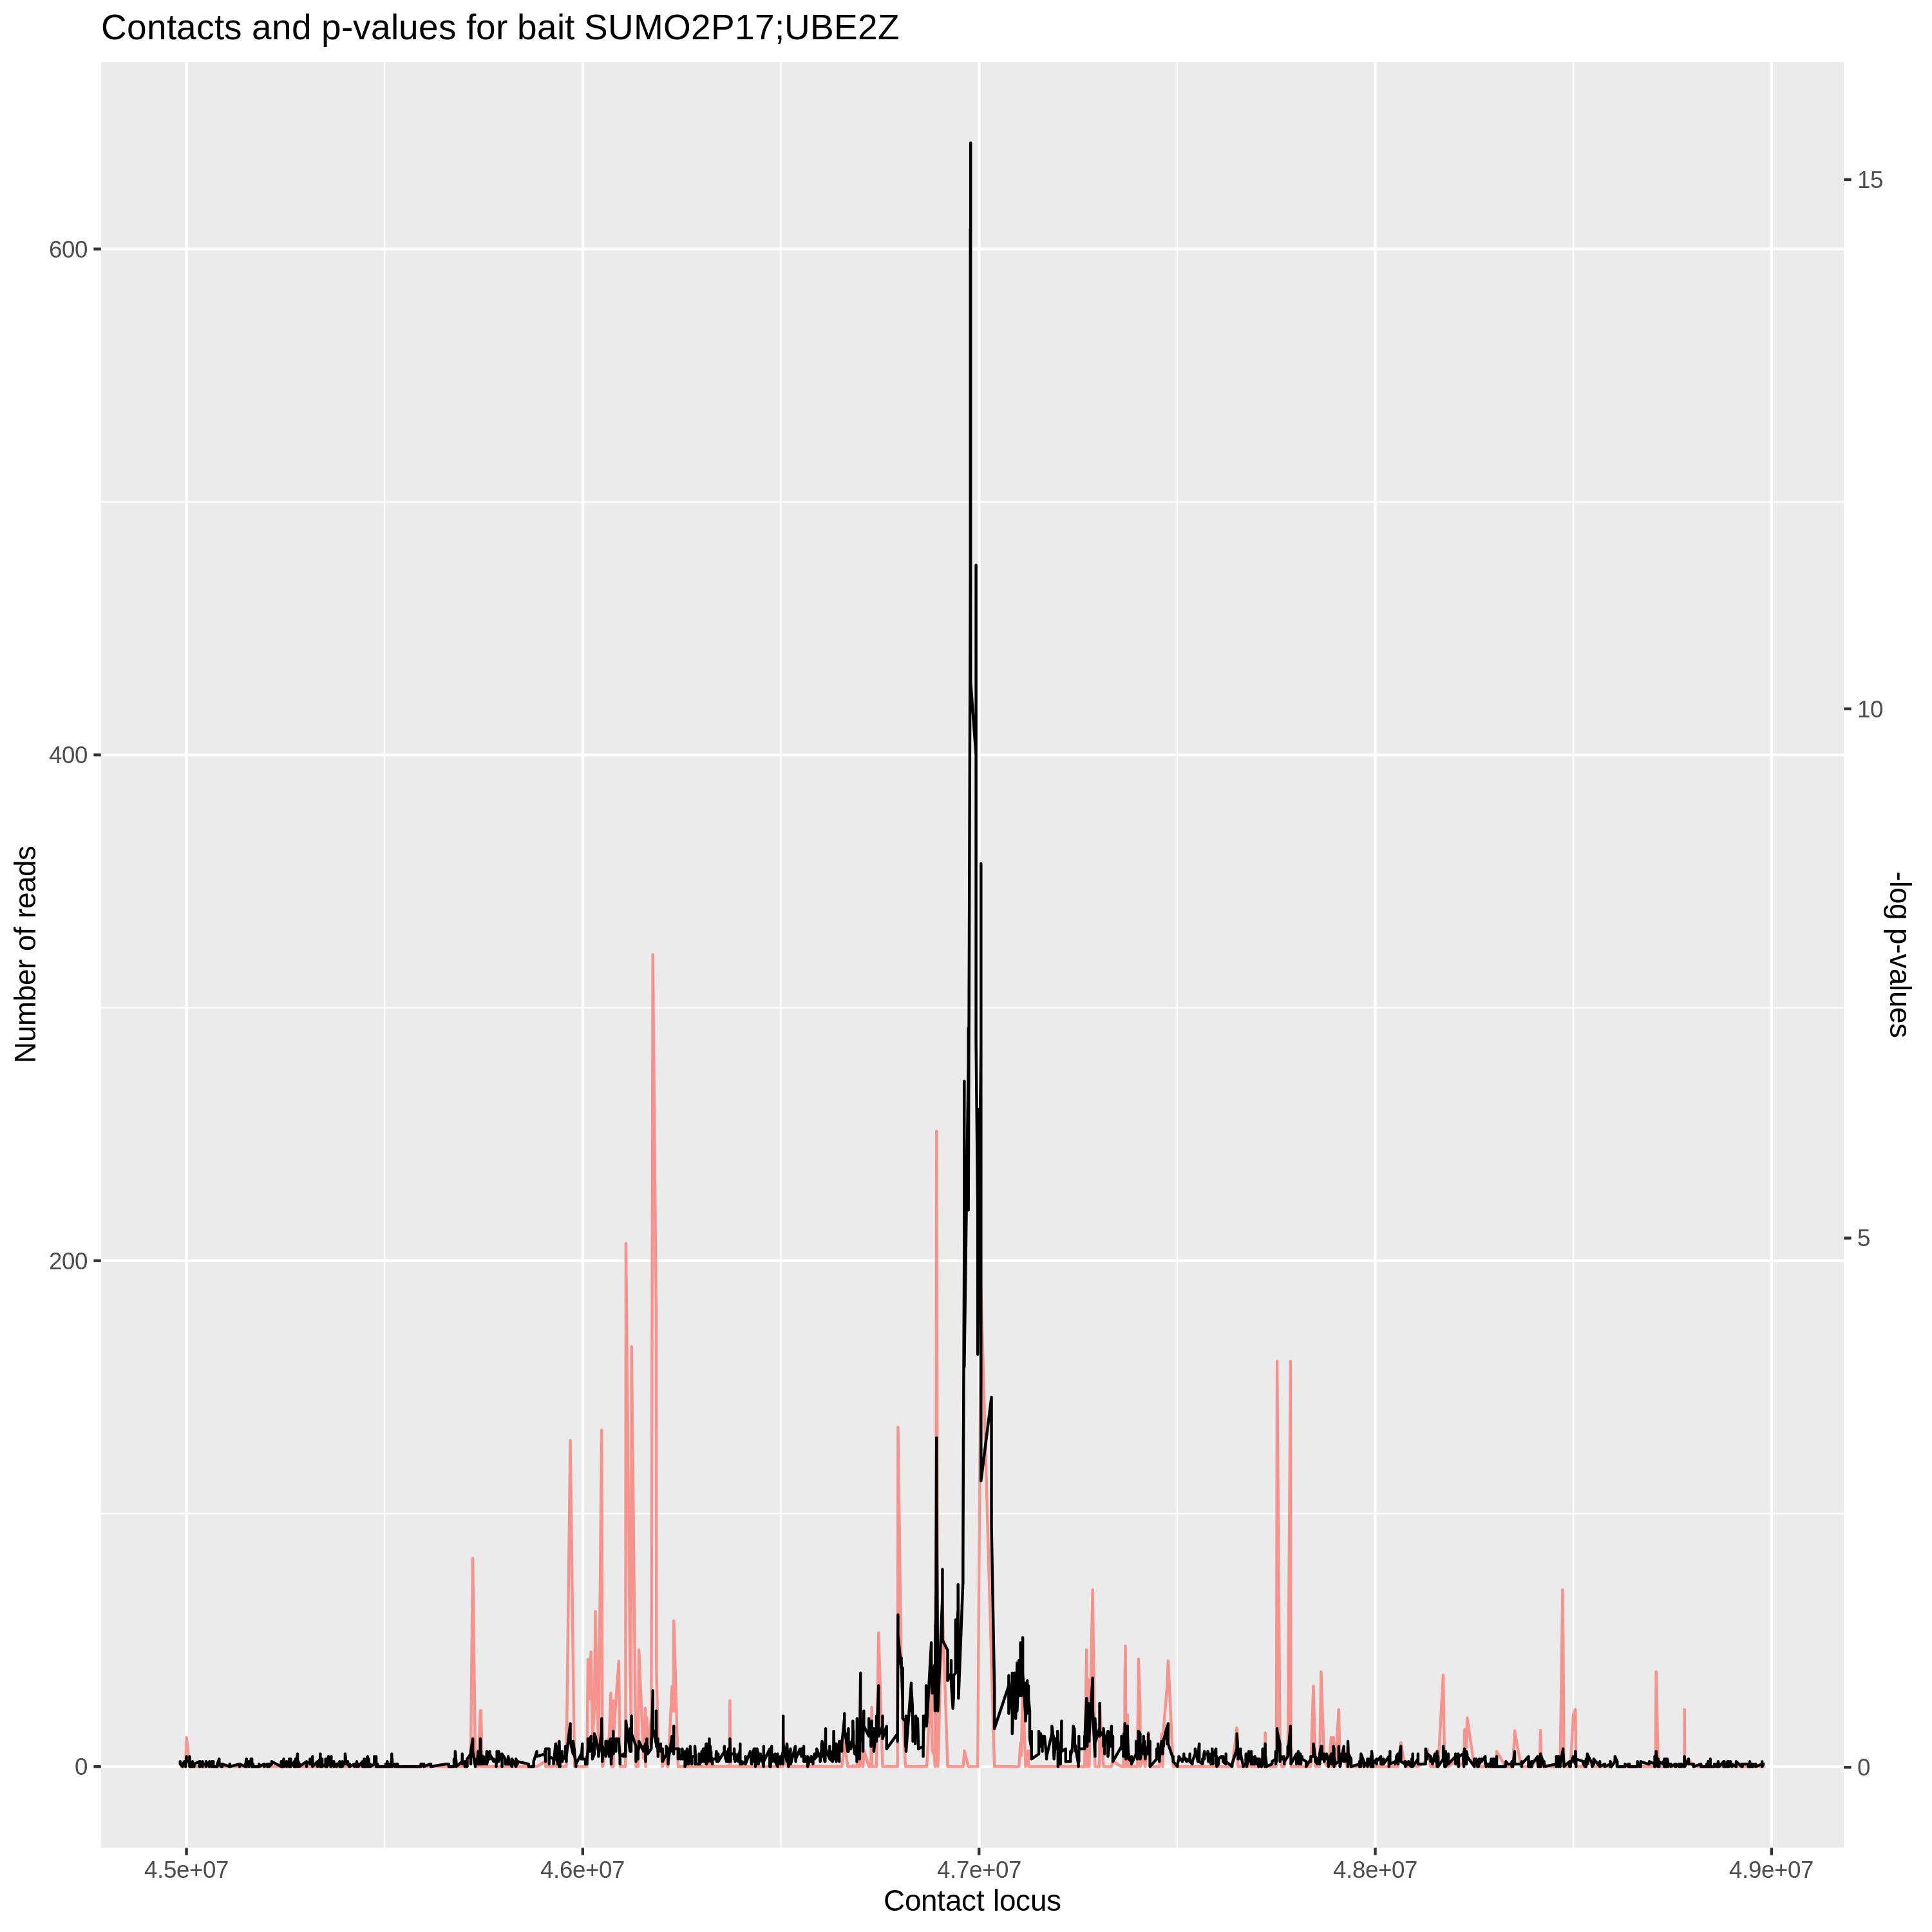 Contacts and p-values for bait SUMO2P17;UBE2Z
Number of reads
600
400
200
0
15
10
5
0
-log p-values
4.5e+07 4.6e+07 4.7e+07 4.8e+07 4.9e+07
Contact locus